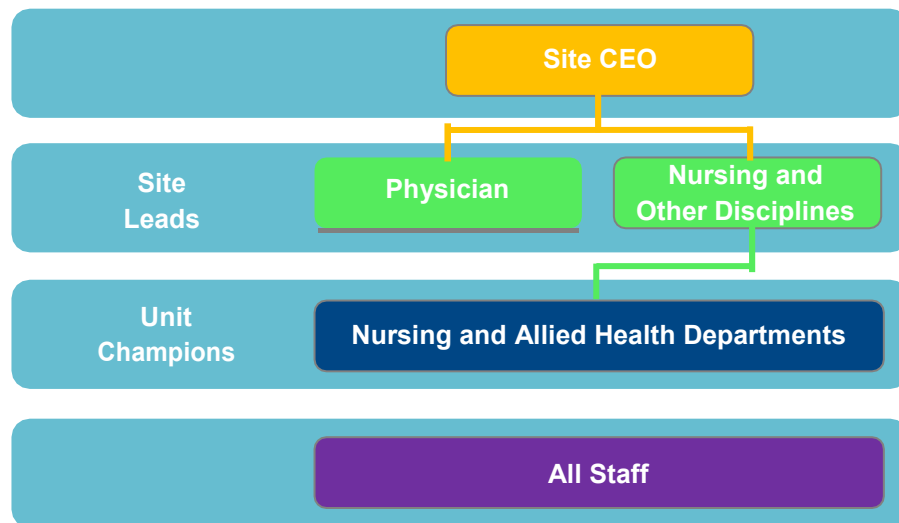 Site CEO
Site
Leads
Physician
Nursing and
Other Disciplines
Unit
Champions
Nursing and Allied Health Departments
All Staff